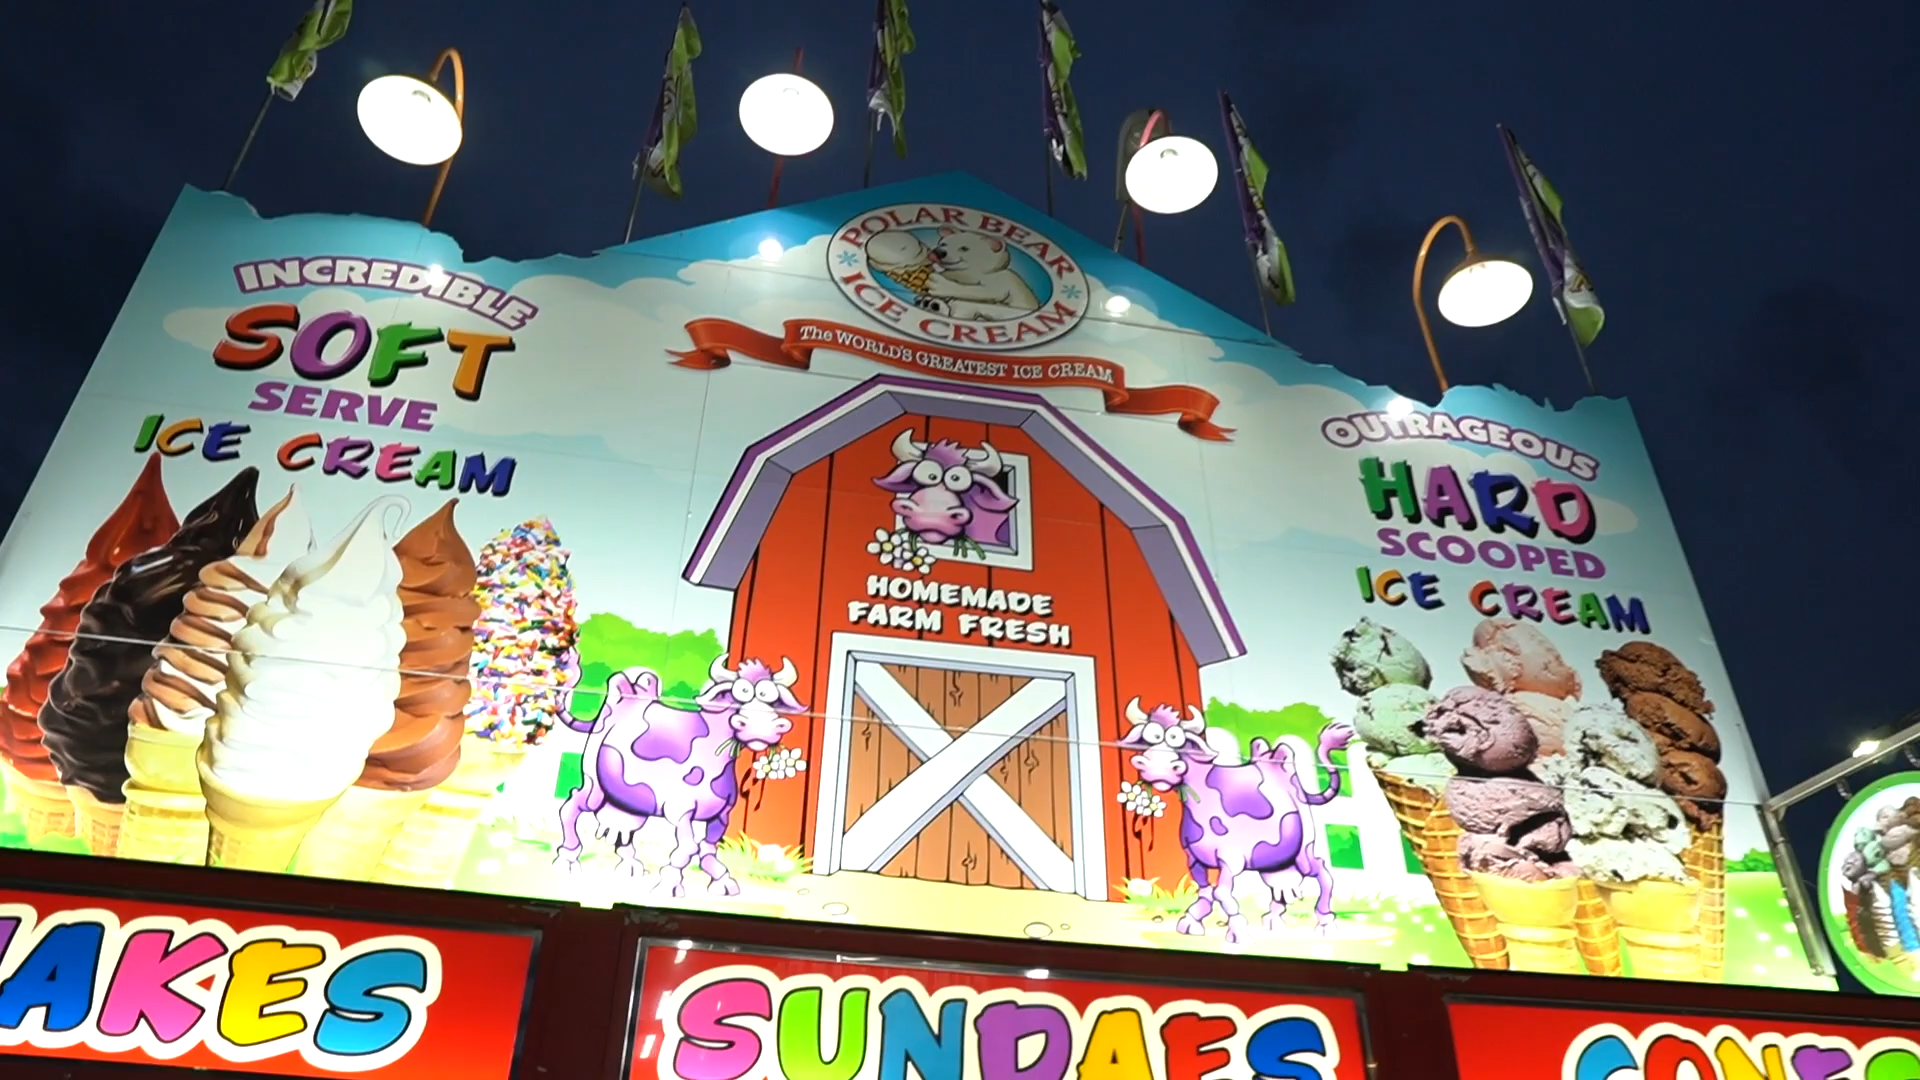 POLAR BEAR
ICE CREAM
The WORLD'S GREATEST ICE CREAM
INCREDIBLE
SOFT
SERVE
ICE CREAM
HOMEMADE
FARM FRESH
OUTRAGEOUS
HARD
SCOOPED
ICE CREAM
AKES
SUNDAES
CONES